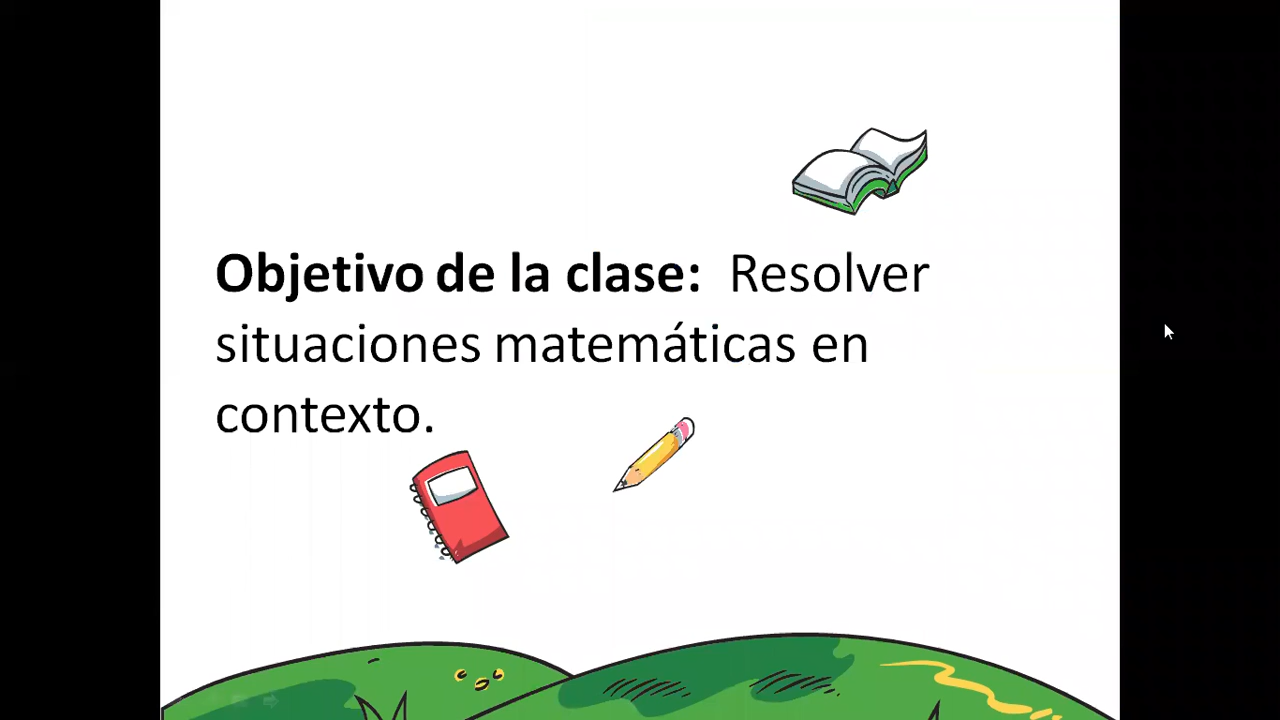 Objetivo de la clase: Resolver
situaciones matemáticas en
contexto.